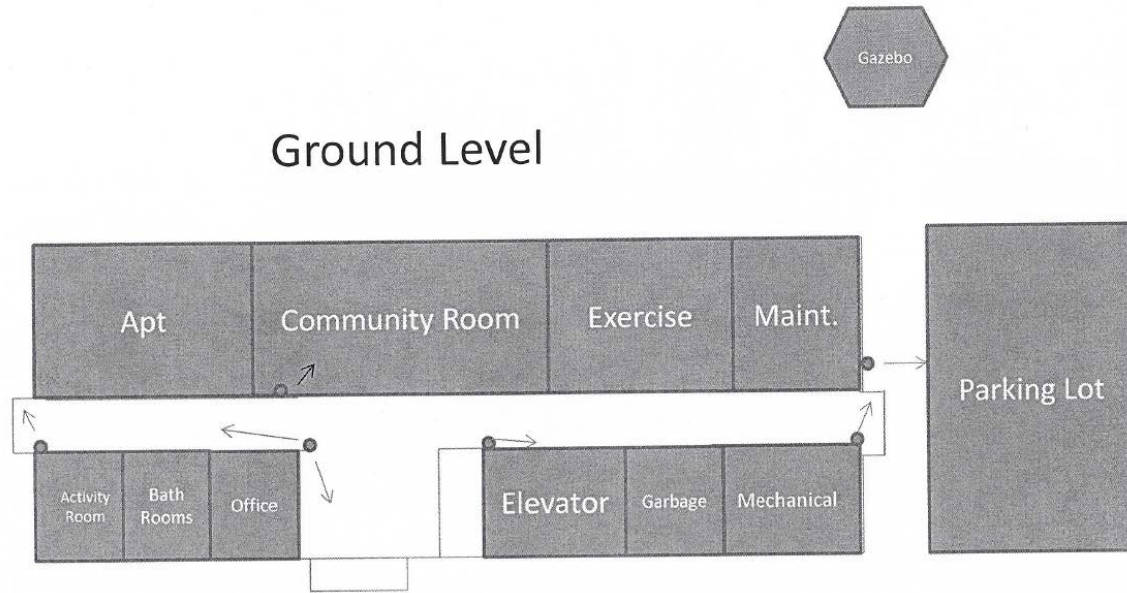 Gazebo
Ground Level
Apt
Community Room
Exercise
Maint.
Parking Lot
Activity
Room
Bath
Rooms
Office
Elevator
Garbage
Mechanical